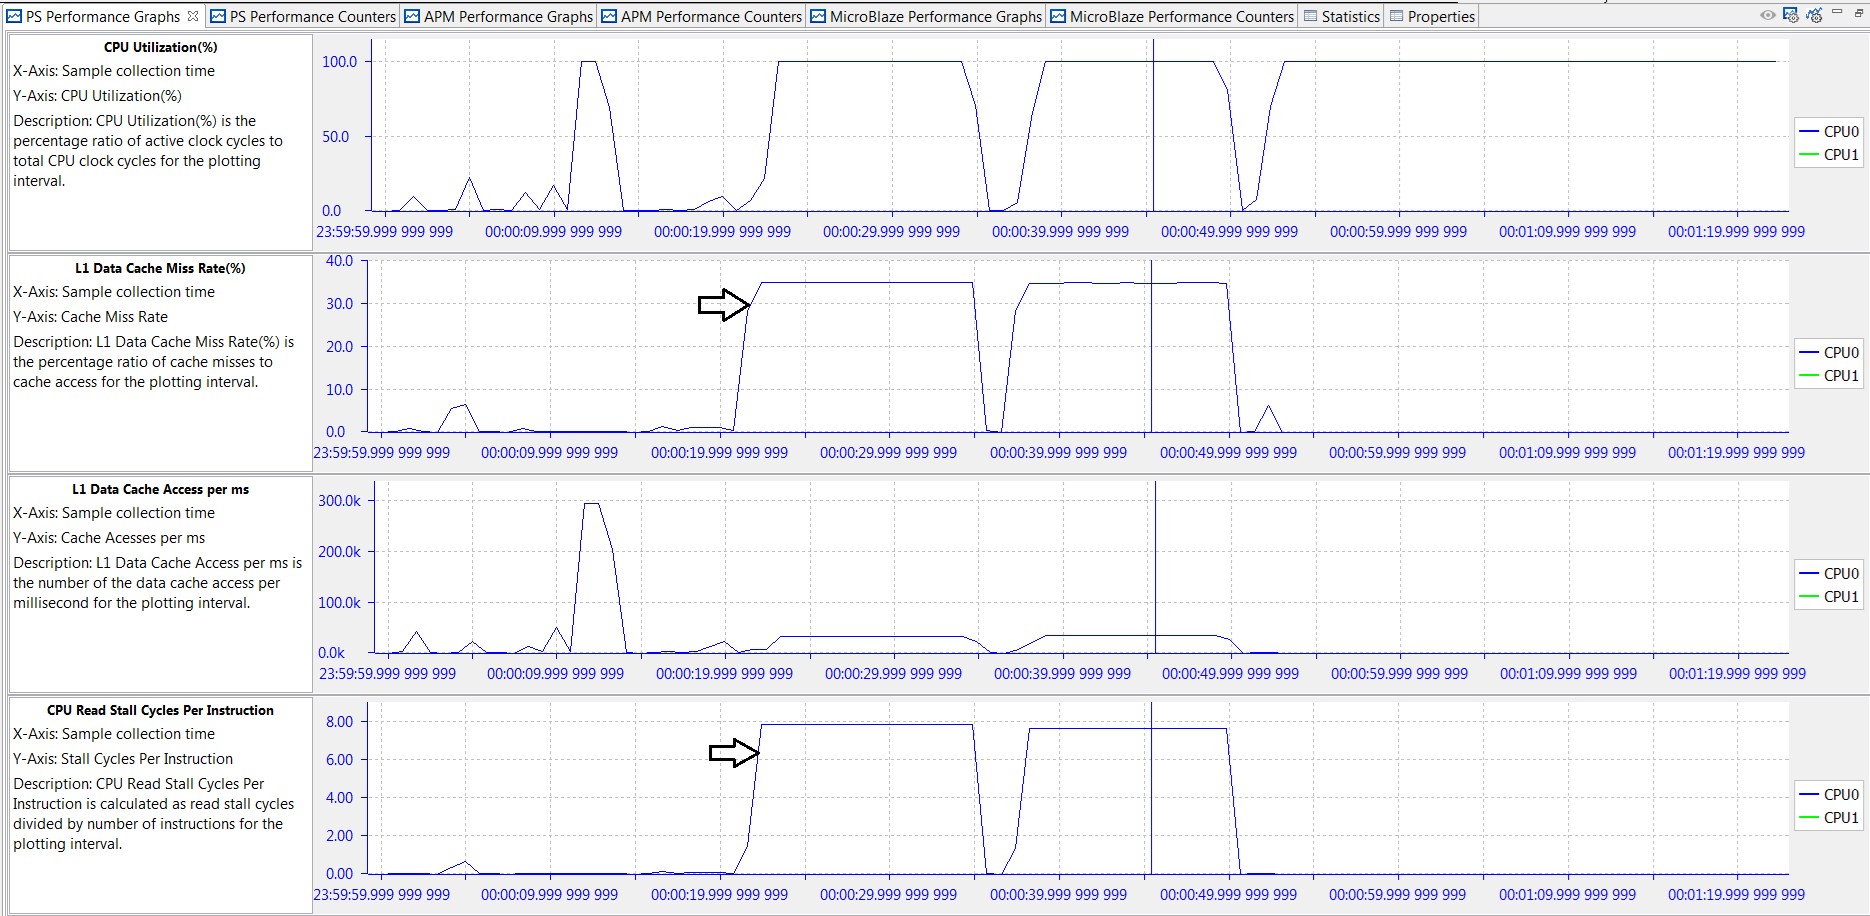 PS Performance Graphs PS Performance Counters APM Performance Graphs APM Performance Counters MicroBlaze Performance Graphs MicroBlaze Performance Counters Statistics Properties
CPU Utilization(%)
X-Axis: Sample collection time
Y-Axis: CPU Utilization(%)
Description: CPU Utilization(%) is the
percentage ratio of active clock cycles to
total CPU clock cycles for the plotting
interval.
100.0
50.0
0.0
23:59:59.999 999 999 00:00:09.999 999 999 00:00:19.999 999 999 00:00:29.999 999 999 00:00:39.999 999 999 00:00:49.999 999 999 00:00:59.999 999 999 00:01:09.999 999 999 00:01:19.999 999 999
CPU0
CPU1
L1 Data Cache Miss Rate(%)
X-Axis: Sample collection time
Y-Axis: Cache Miss Rate
Description: L1 Data Cache Miss Rate(%) is
the percentage ratio of cache misses to
cache access for the plotting interval.
40.0
30.0
20.0
10.0
0.0
23:59:59.999 999 999 00:00:09.999 999 999 00:00:19.999 999 999 00:00:29.999 999 999 00:00:39.999 999 999 00:00:49.999 999 999 00:00:59.999 999 999 00:01:09.999 999 999 00:01:19.999 999 999
CPU0
CPU1
L1 Data Cache Access per ms
X-Axis: Sample collection time
Y-Axis: Cache Acesses per ms
Description: L1 Data Cache Access per ms is
the number of the data cache access per
millisecond for the plotting interval.
300.0k
200.0k
100.0k
0.0k
23:59:59.999 999 999 00:00:09.999 999 999 00:00:19.999 999 999 00:00:29.999 999 999 00:00:39.999 999 999 00:00:49.999 999 999 00:00:59.999 999 999 00:01:09.999 999 999 00:01:19.999 999 999
CPU0
CPU1
CPU Read Stall Cycles Per Instruction
X-Axis: Sample collection time
Y-Axis: Stall Cycles Per Instruction
Description: CPU Read Stall Cycles Per
Instruction is calculated as read stall cycles
divided by number of instructions for the
plotting interval.
8.00
6.00
4.00
2.00
0.00
23:59:59.999 999 999 00:00:09.999 999 999 00:00:19.999 999 999 00:00:29.999 999 999 00:00:39.999 999 999 00:00:49.999 999 999 00:00:59.999 999 999 00:01:09.999 999 999 00:01:19.999 999 999
CPU0
CPU1